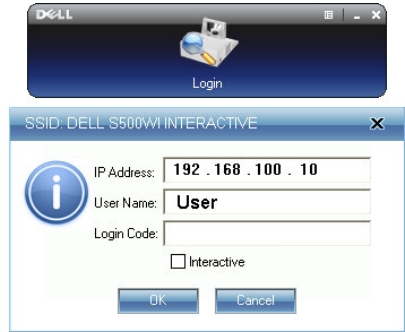 DELL
Login
SSID: DELL S500WI INTERACTIVE
IP Address: 192 . 168 . 100 . 10
User Name: User
Login Code:
Interactive
OK Cancel